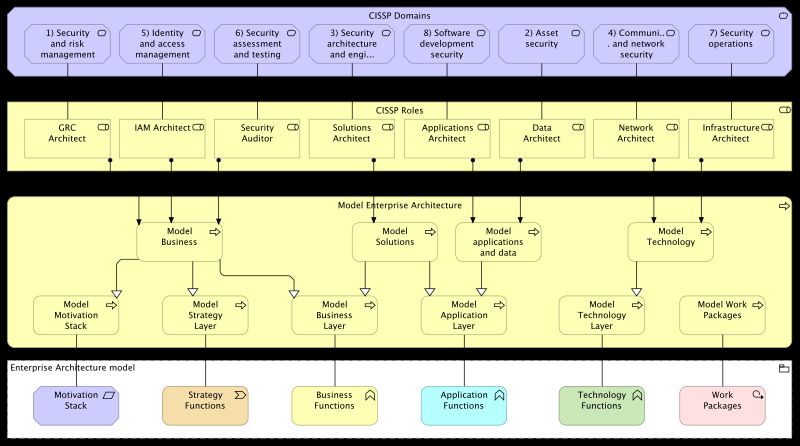 CISSP Domains
1) Security
and risk
management
5) Identity
and access
management
6) Security
assessment
and testing
3) Security
architecture
and engi...
8) Software
development
security
2) Asset
security
4) Communi..
. and network
security
7) Security
operations
CISSP Roles
GRC
Architect
IAM Architect
Security
Auditor
Solutions
Architect
Applications
Architect
Data
Architect
Network
Architect
Infrastructure
Architect
Model Enterprise Architecture
Model
Business
Model
Solutions
Model
applications
and data
Model
Technology
Model
Motivation
Stack
Model
Strategy
Layer
Model
Business
Layer
Model
Application
Layer
Model
Technology
Layer
Model Work
Packages
Enterprise Architecture model
Motivation
Stack
Strategy
Functions
Business
Functions
Application
Functions
Technology
Functions
Work
Packages